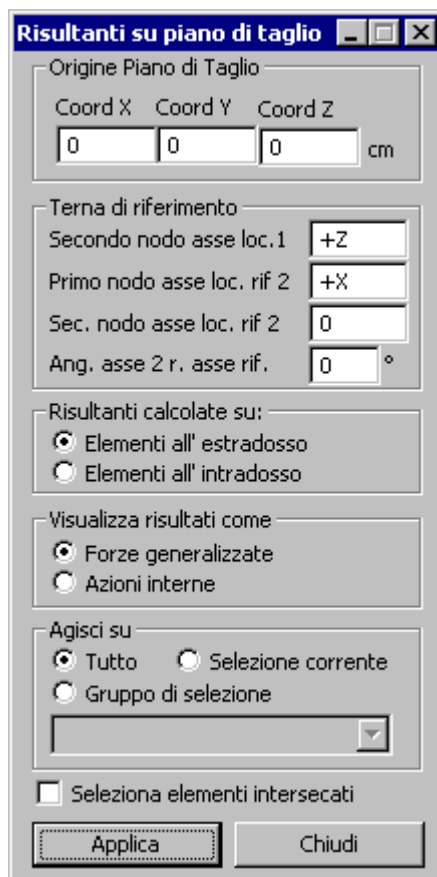 Risultanti su piano di taglio
Origine Piano di Taglio
Coord X Coord Y Coord Z
0 0 0 cm
Terna di riferimento
Secondo nodo asse loc.1 +Z
Primo nodo asse loc. rif 2 +X
Sec. nodo asse loc. rif 2 0
Ang. asse 2 r. asse rif. 0 °
Risultanti calcolate su:
Elementi all' estradosso
Elementi all' intradosso
Visualizza risultati come
Forze generalizzate
Azioni interne
Agisci su
Tutto Selezione corrente
Gruppo di selezione
Seleziona elementi intersecati
Applica Chiudi